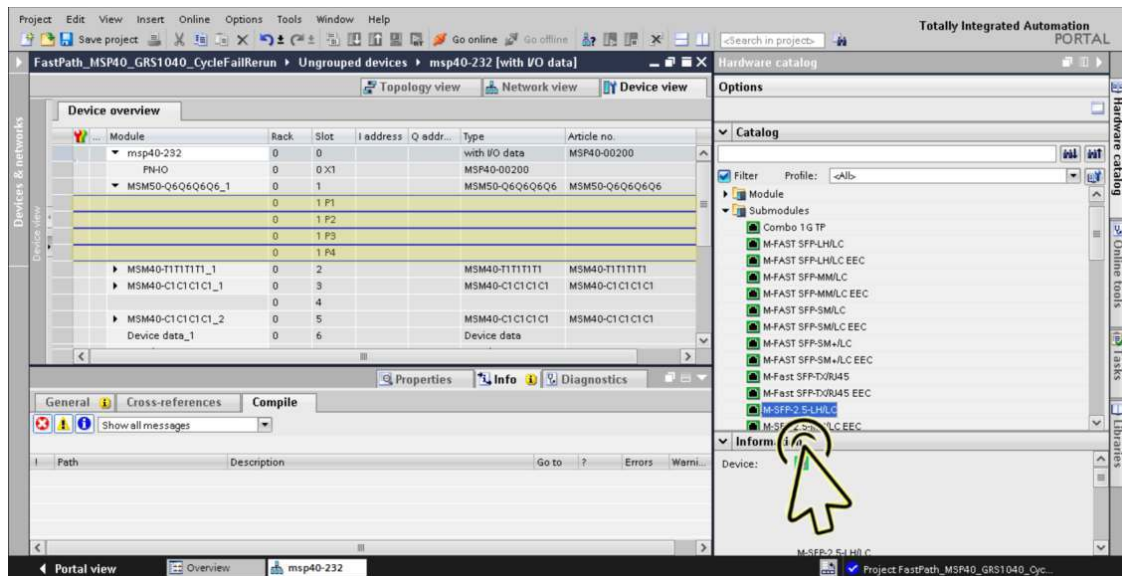 Project Edit View Insert Online Options Tools Window Help
Totally Integrated Automation
PORTAL
Save project Go online Go offline <Search in project>
FastPath_MSP40_GRS1040_CycleFailRerun Ungrouped devices msp40-232 [with I/O data]
Hardware catalog
Topology view Network view Device view
Options
Device overview
... Module Rack Slot I address Q addr... Type Article no.
msp40-232 0 0 with I/O data MSP40-00200
PN-IO 0 0 X1 MSP40-00200
MSM50-Q6Q6Q6Q6_1 0 1 MSM50-Q6Q6Q6Q6 MSM50-Q6Q6Q6Q6
0 1 P1
0 1 P2
0 1 P3
0 1 P4
MSM40-T1T1T1T1_1 0 2 MSM40-T1T1T1T1 MSM40-T1T1T1T1
MSM40-C1C1C1C1_1 0 3 MSM40-C1C1C1C1 MSM40-C1C1C1C1
0 4
MSM40-C1C1C1C1_2 0 5 MSM40-C1C1C1C1 MSM40-C1C1C1C1
Device data_1 0 6 Device data
Catalog
Filter Profile: <All>
Module
Submodules
Combo 1G TP
M-FAST SFP-LH/LC
M-FAST SFP-LH/LC EEC
M-FAST SFP-MM/LC
M-FAST SFP-MM/LC EEC
M-FAST SFP-SM/LC
M-FAST SFP-SM/LC EEC
M-FAST SFP-SM+/LC
M-FAST SFP-SM+/LC EEC
M-Fast SFP-TX/RJ45
M-Fast SFP-TX/RJ45 EEC
M-SFP-2.5-LH/LC
Information
Device:
M-SFP-2.5-LH/LC
Properties Info Diagnostics
General Cross-references Compile
Show all messages
! Path Description Go to ? Errors Warni...
Devices & networks
Device view
Hardware catalog
Online tools
Tasks
Libraries
Portal view Overview msp40-232 Project FastPath_MSP40_GRS1040_Cyc...